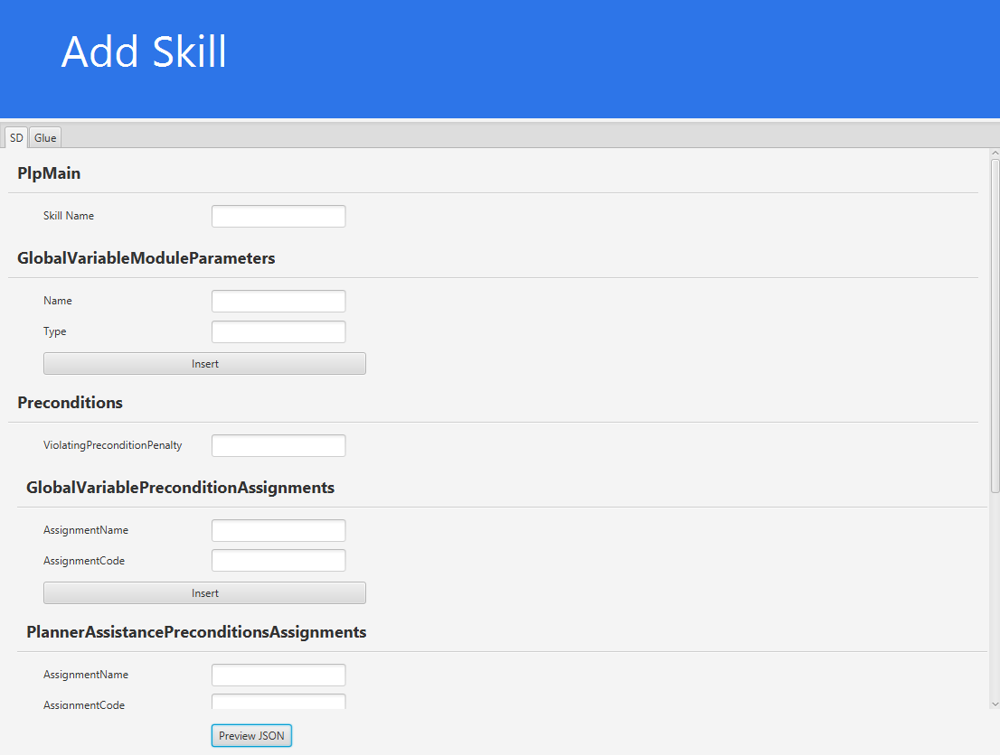 Add Skill
SD Glue
PlpMain
Skill Name
GlobalVariableModuleParameters
Name
Type
Insert
Preconditions
ViolatingPreconditionPenalty
GlobalVariablePreconditionAssignments
AssignmentName
AssignmentCode
Insert
PlannerAssistancePreconditionsAssignments
AssignmentName
AssignmentCode
Preview JSON